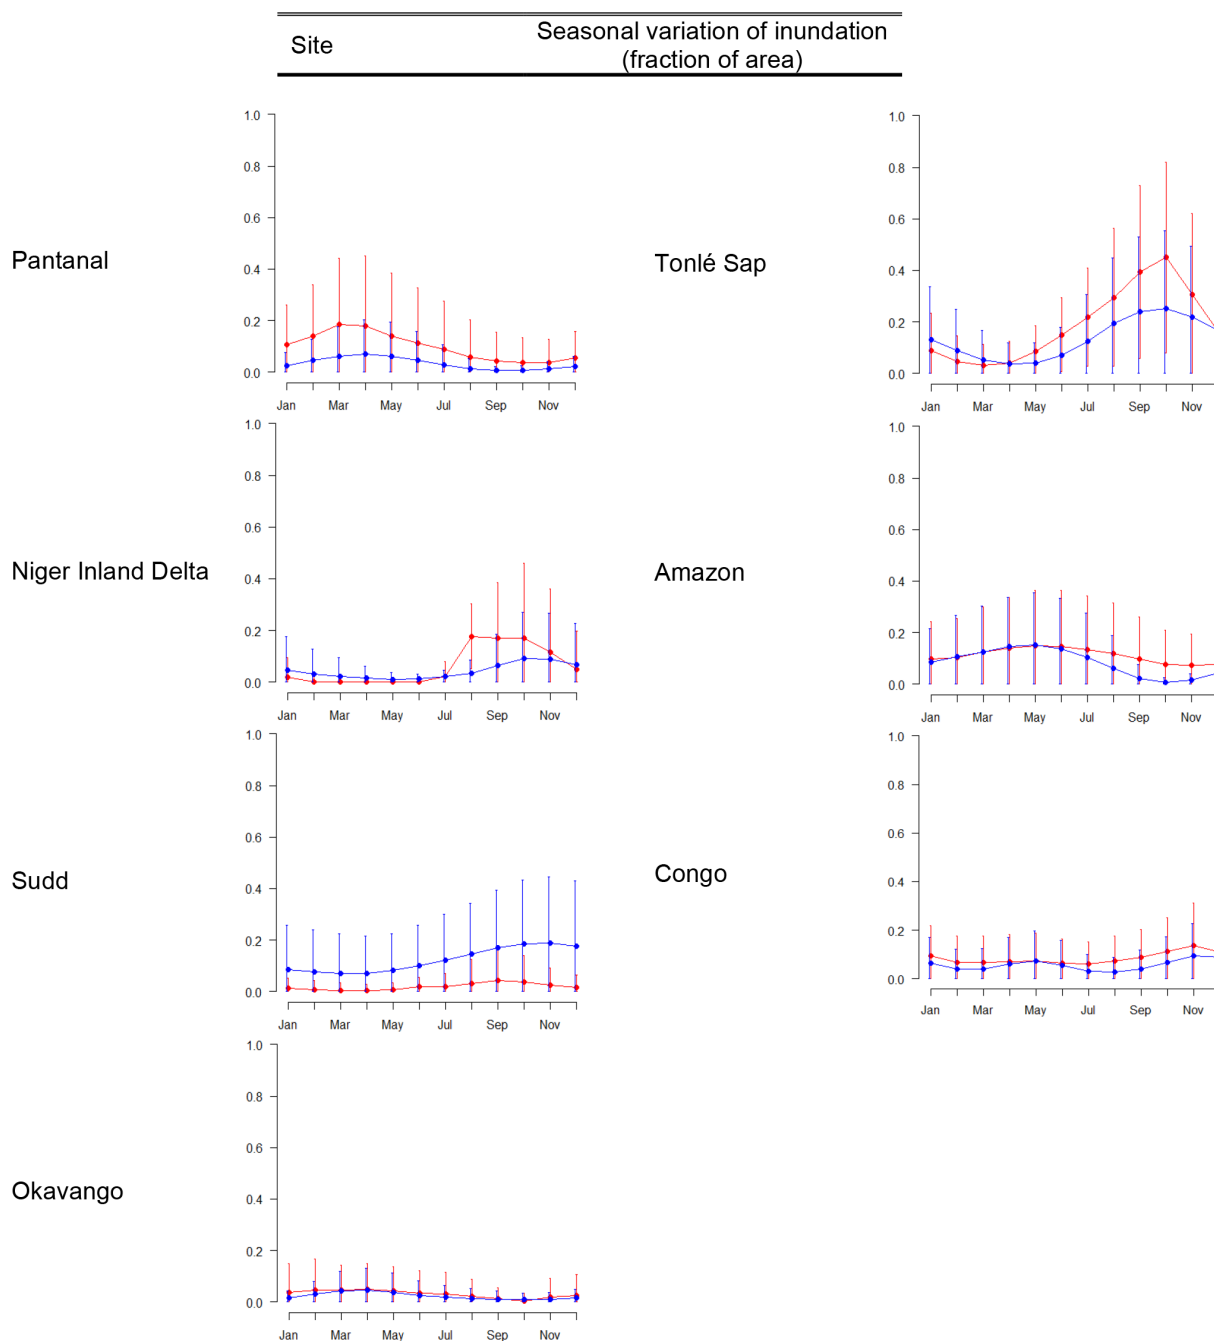 Site
Seasonal variation of inundation
(fraction of area)
Pantanal
1.0
0.8
0.6
0.4
0.2
0.0
Jan Mar May Jul Sep Nov
Tonlé Sap
1.0
0.8
0.6
0.4
0.2
0.0
Jan Mar May Jul Sep Nov
Niger Inland Delta
1.0
0.8
0.6
0.4
0.2
0.0
Jan Mar May Jul Sep Nov
Amazon
1.0
0.8
0.6
0.4
0.2
0.0
Jan Mar May Jul Sep Nov
Sudd
1.0
0.8
0.6
0.4
0.2
0.0
Jan Mar May Jul Sep Nov
Congo
1.0
0.8
0.6
0.4
0.2
0.0
Jan Mar May Jul Sep Nov
Okavango
1.0
0.8
0.6
0.4
0.2
0.0
Jan Mar May Jul Sep Nov